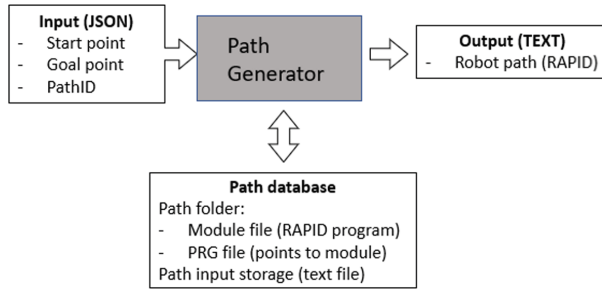 Input (JSON)
- Start point
- Goal point
- PathID
Path
Generator
Output (TEXT)
- Robot path (RAPID)
Path database
Path folder:
- Module file (RAPID program)
- PRG file (points to module)
Path input storage (text file)